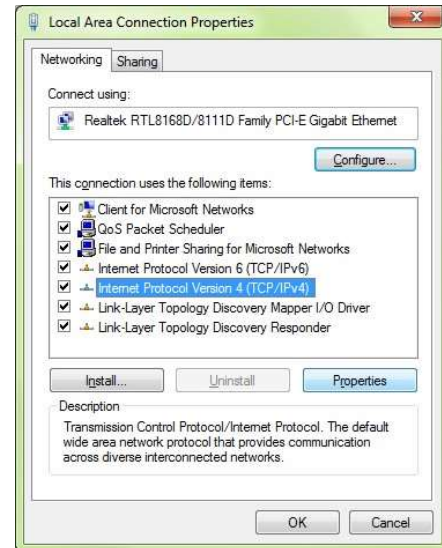 Local Area Connection Properties
Networking
Sharing
Connect using:
Realtek RTL8168D/8111D Family PCI-E Gigabit Ethernet
Configure...
This connection uses the following items:
Client for Microsoft Networks
QoS Packet Scheduler
File and Printer Sharing for Microsoft Networks
Internet Protocol Version 6 (TCP/IPv6)
Internet Protocol Version 4 (TCP/IPv4)
Link-Layer Topology Discovery Mapper I/O Driver
Link-Layer Topology Discovery Responder
Install... Uninstall Properties
Description
Transmission Control Protocol/Internet Protocol. The default
wide area network protocol that provides communication
across diverse interconnected networks.
OK Cancel